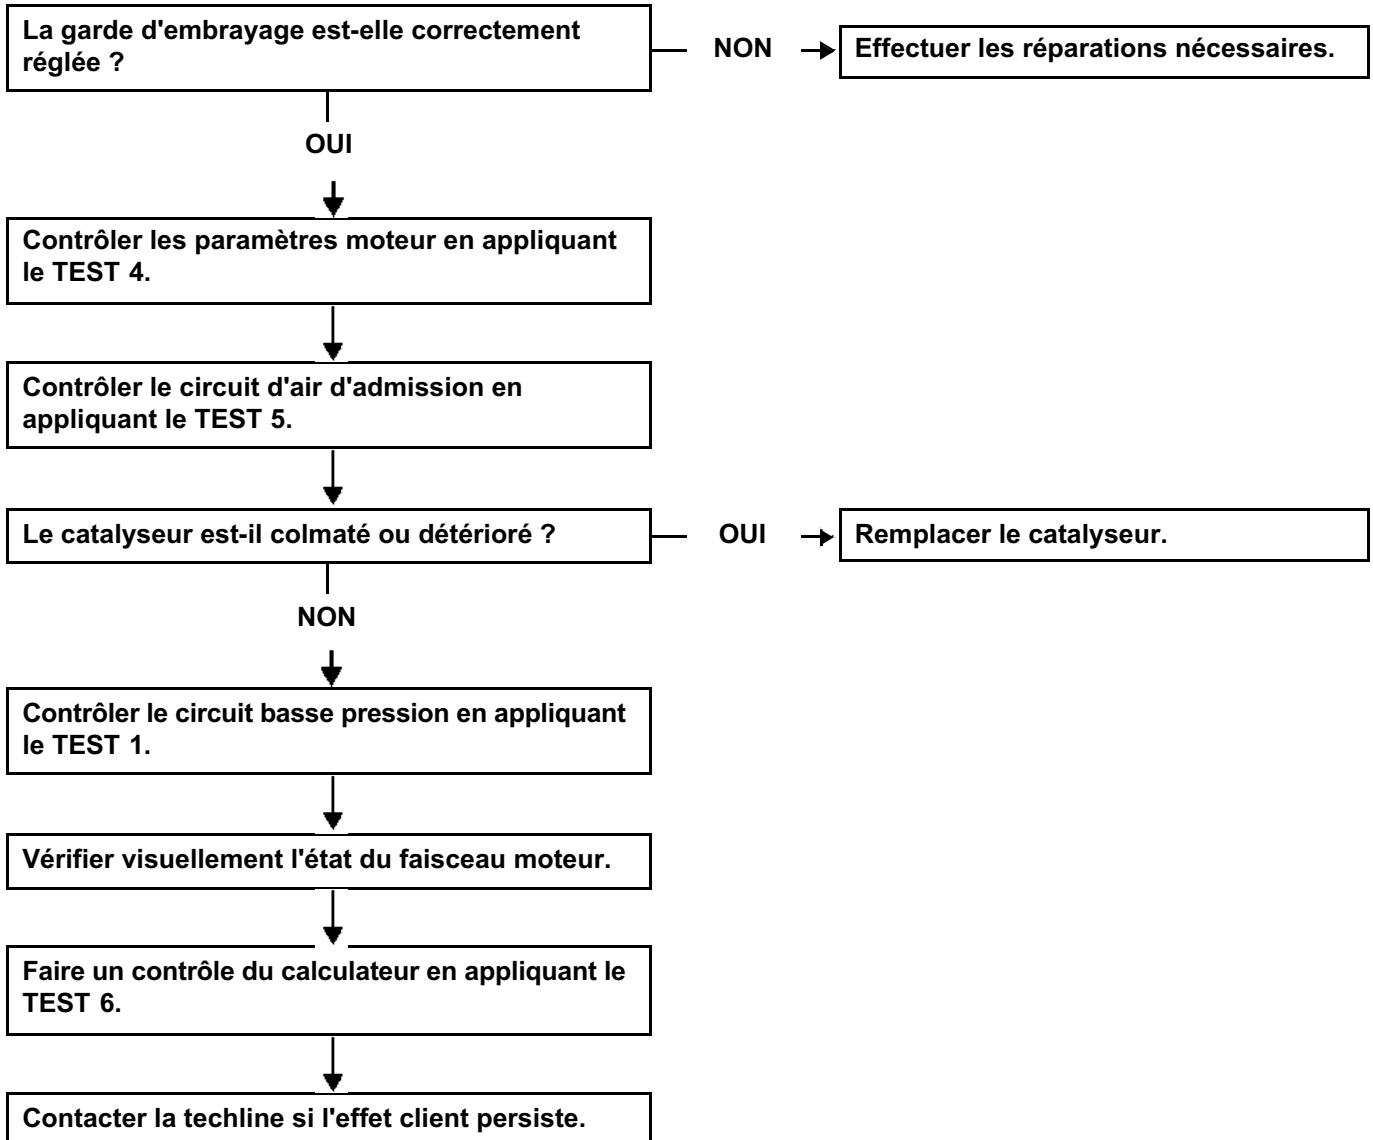 La garde d'embrayage est-elle correctement
réglée ?
NON
Effectuer les réparations nécessaires.
OUI
Contrôler les paramètres moteur en appliquant
le TEST 4.
Contrôler le circuit d'air d'admission en
appliquant le TEST 5.
Le catalyseur est-il colmaté ou détérioré ?
OUI
Remplacer le catalyseur.
NON
Contrôler le circuit basse pression en appliquant
le TEST 1.
Vérifier visuellement l'état du faisceau moteur.
Faire un contrôle du calculateur en appliquant le
TEST 6.
Contacter la techline si l'effet client persiste.